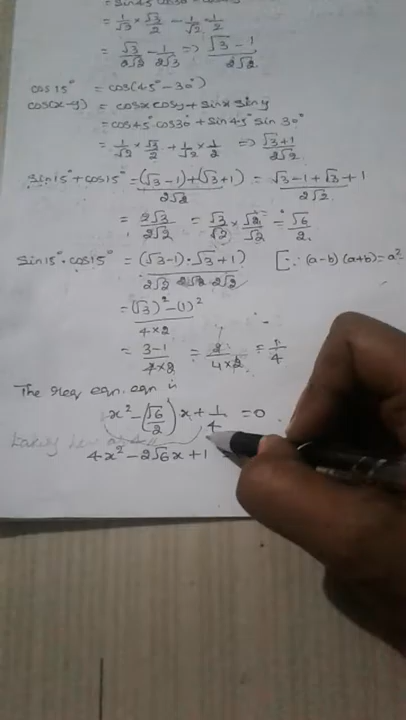 = 1/√2 × √3/2 − 1/√2 · 1/2
= √3/2√2 − 1/2√3 => √3 − 1/2√2
cos 15° = cos(45° − 30°)
cos(x−y) = cosx cosy + sinx siny
= cos45° cos30° + sin45° sin30°
= 1/√2 × √3/2 + 1/√2 × 1/2 => √3+1/2√2
sin15° + cos15° = (√3−1)+(√3+1)/2√2 = √3−1+√3+1/2√2
= 2√3/2√2 = √3/√2 × √2/√2 = √6/2
sin15° · cos15° = (√3−1)·√3+1)/2√2 2√2 [∵ (a−b)(a+b)=a²
= (√3)² − (1)²/4×2
= 3−1/4×2 = 2/4×2 = 1/4
The req eqn. eqn is
x² − (√6/2)x + 1/4 = 0
4x² − 2√6x + 1